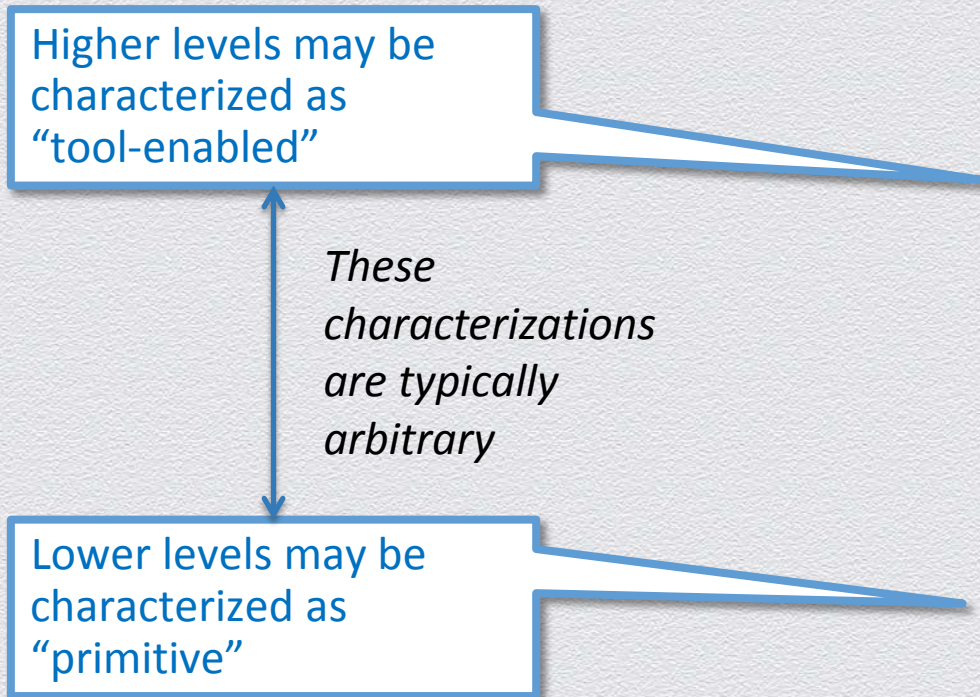 Higher levels may be
characterized as
“tool-enabled”
These
characterizations
are typically
arbitrary
Lower levels may be
characterized as
“primitive”